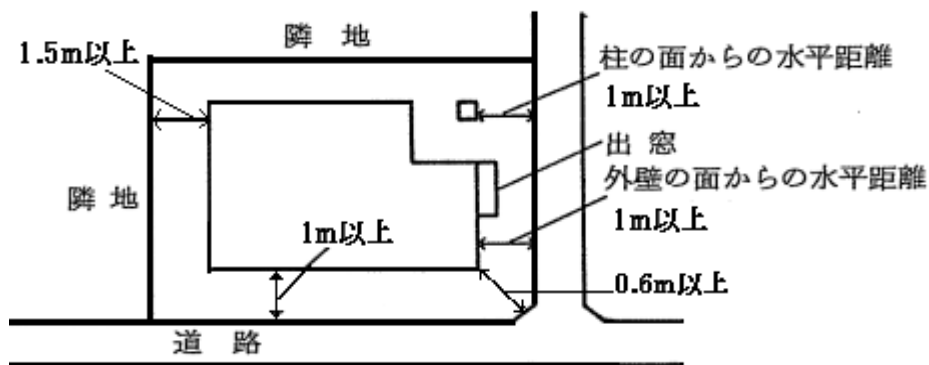 隣地
1.5m以上
柱の面からの水平距離
1m以上
出窓
外壁の面からの水平距離
1m以上
隣地
1m以上
0.6m以上
道路